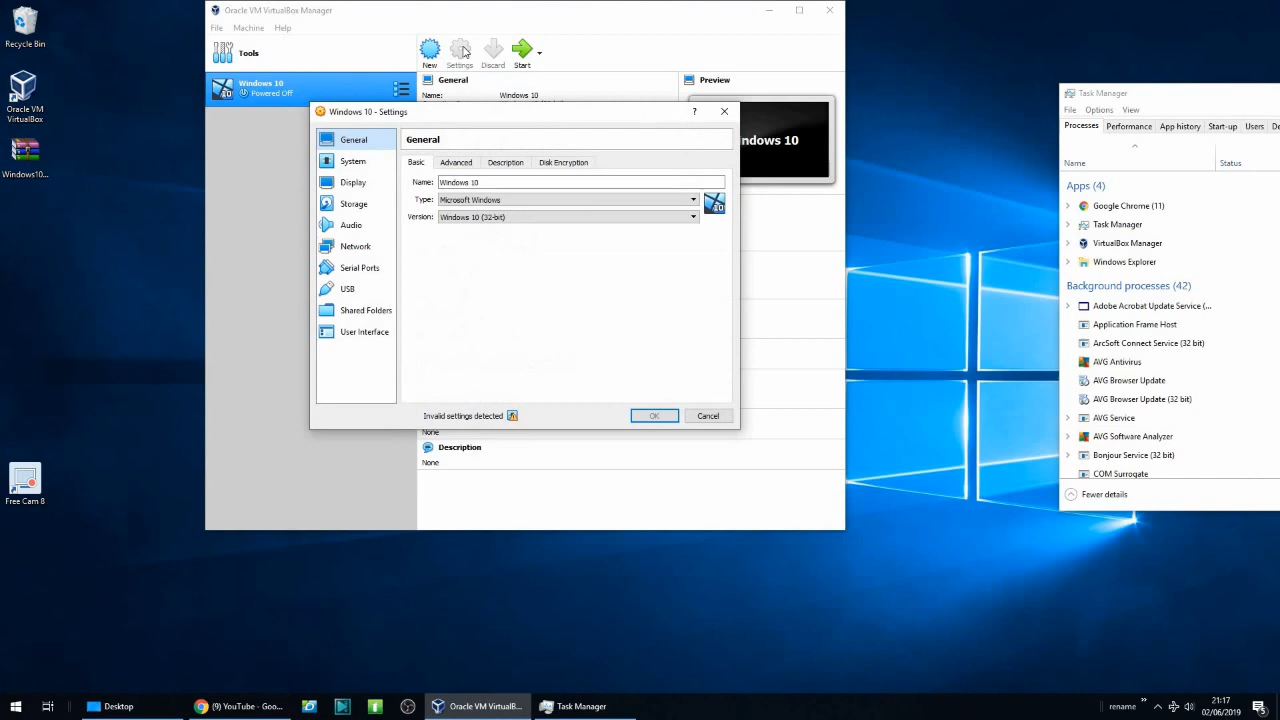 Recycle Bin
Oracle VM
VirtualBox
Windows10...
Free Cam 8
Oracle VM VirtualBox Manager
File Machine Help
Tools
New Settings Discard Start
Windows 10
Powered Off
General
Name: Windows 10
Preview
indows 10
Windows 10 - Settings
?
General
System
Display
Storage
Audio
Network
Serial Ports
USB
Shared Folders
User Interface
General
Basic Advanced Description Disk Encryption
Name: Windows 10
Type: Microsoft Windows
Version: Windows 10 (32-bit)
Invalid settings detected
OK Cancel
None
Description
None
Task Manager
File Options View
Processes Performance App history Start-up Users De
Name Status
Apps (4)
Google Chrome (11)
Task Manager
VirtualBox Manager
Windows Explorer
Background processes (42)
Adobe Acrobat Update Service (...
Application Frame Host
ArcSoft Connect Service (32 bit)
AVG Antivirus
AVG Browser Update
AVG Browser Update (32 bit)
AVG Service
AVG Software Analyzer
Bonjour Service (32 bit)
COM Surrogate
Fewer details
Desktop
(9) YouTube - Goo...
Oracle VM VirtualB...
Task Manager
rename
21:17
02/06/2019